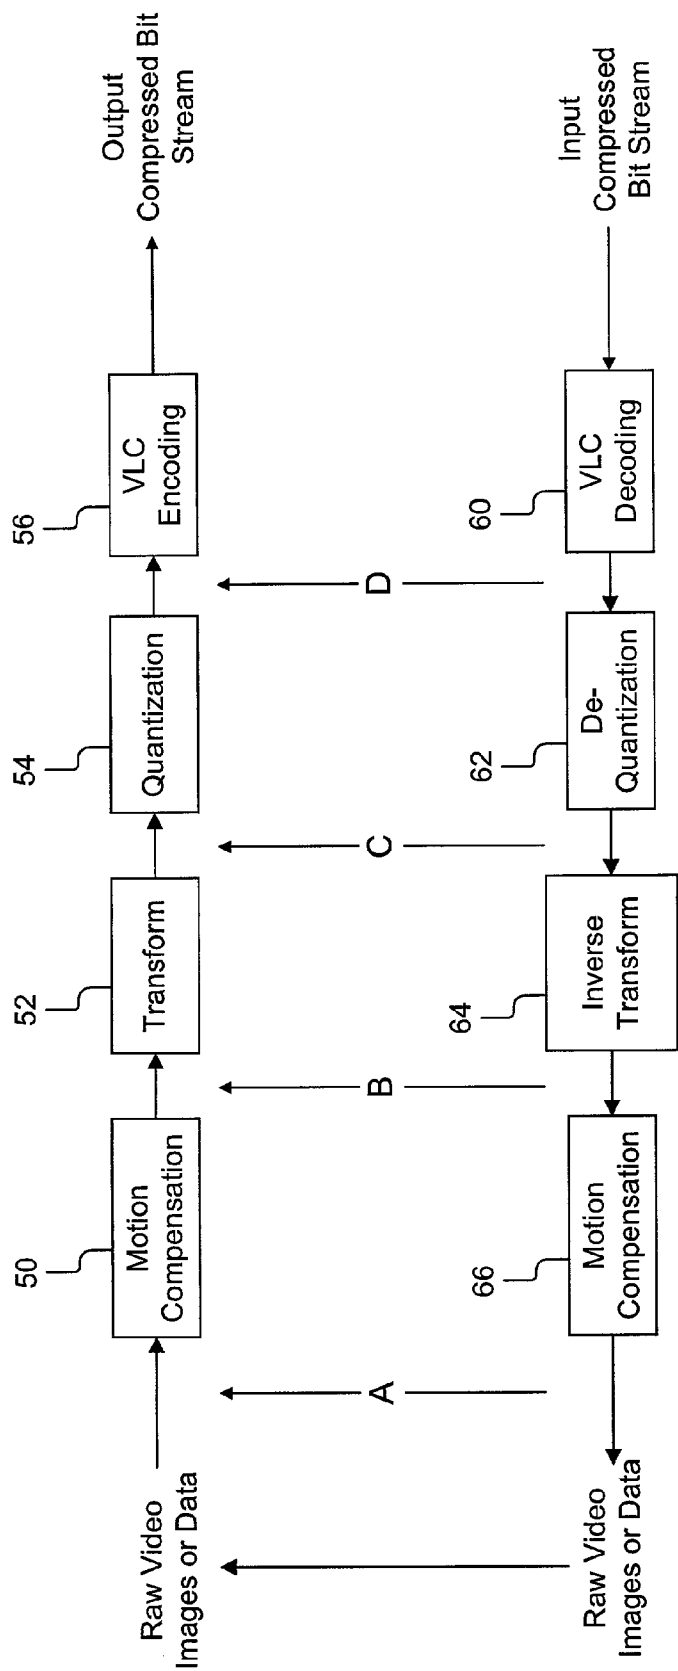 Raw Video
Images or Data
50
Motion
Compensation
52
Transform
54
Quantization
56
VLC
Encoding
Output
Compressed Bit
Stream
A
B
C
D
Raw Video
Images or Data
66
Motion
Compensation
64
Inverse
Transform
62
De-
Quantization
60
VLC
Decoding
Input
Compressed
Bit Stream